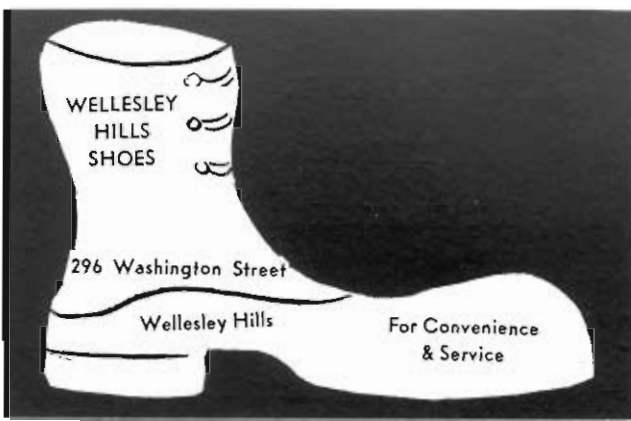 WELLESLEY
HILLS
SHOES
296 Washington Street
Wellesley Hills
For Convenience
& Service